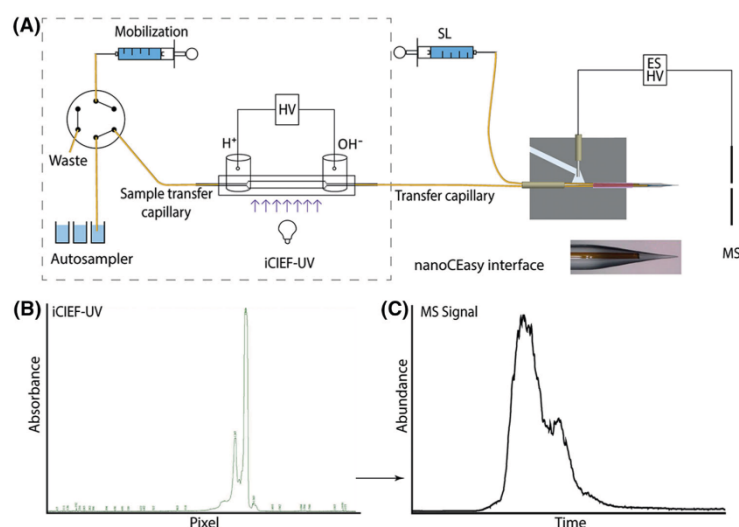 (A)
Mobilization
SL
ES
HV
HV
H⁺
OH⁻
Waste
Sample transfer
capillary
Transfer capillary
Autosampler
iCIEF-UV
nanoCEasy interface
MS
(B)
iCIEF-UV
Absorbance
Pixel
(C)
MS Signal
Abundance
Time